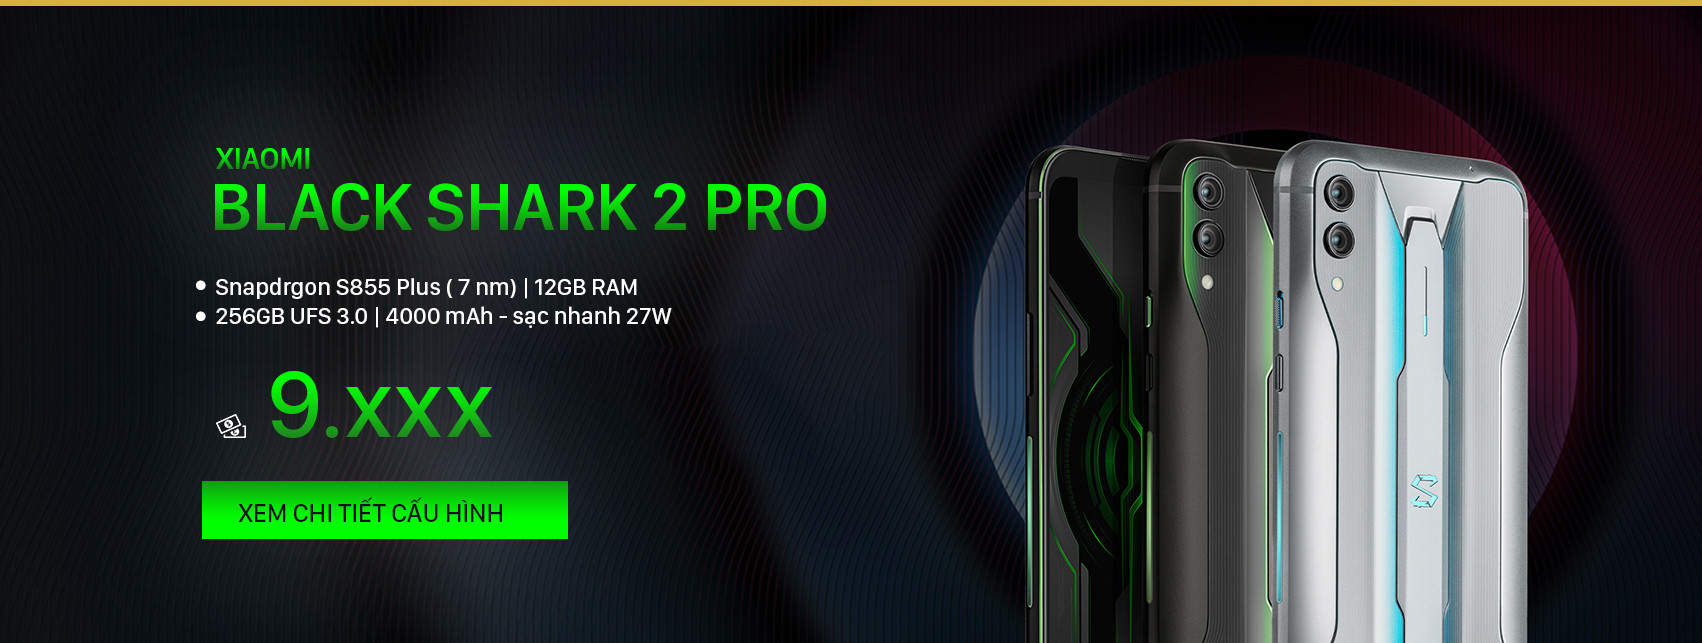 XIAOMI
BLACK SHARK 2 PRO
Snapdrgon S855 Plus ( 7 nm) | 12GB RAM
256GB UFS 3.0 | 4000 mAh - sạc nhanh 27W
9.xxx
XEM CHI TIẾT CẤU HÌNH